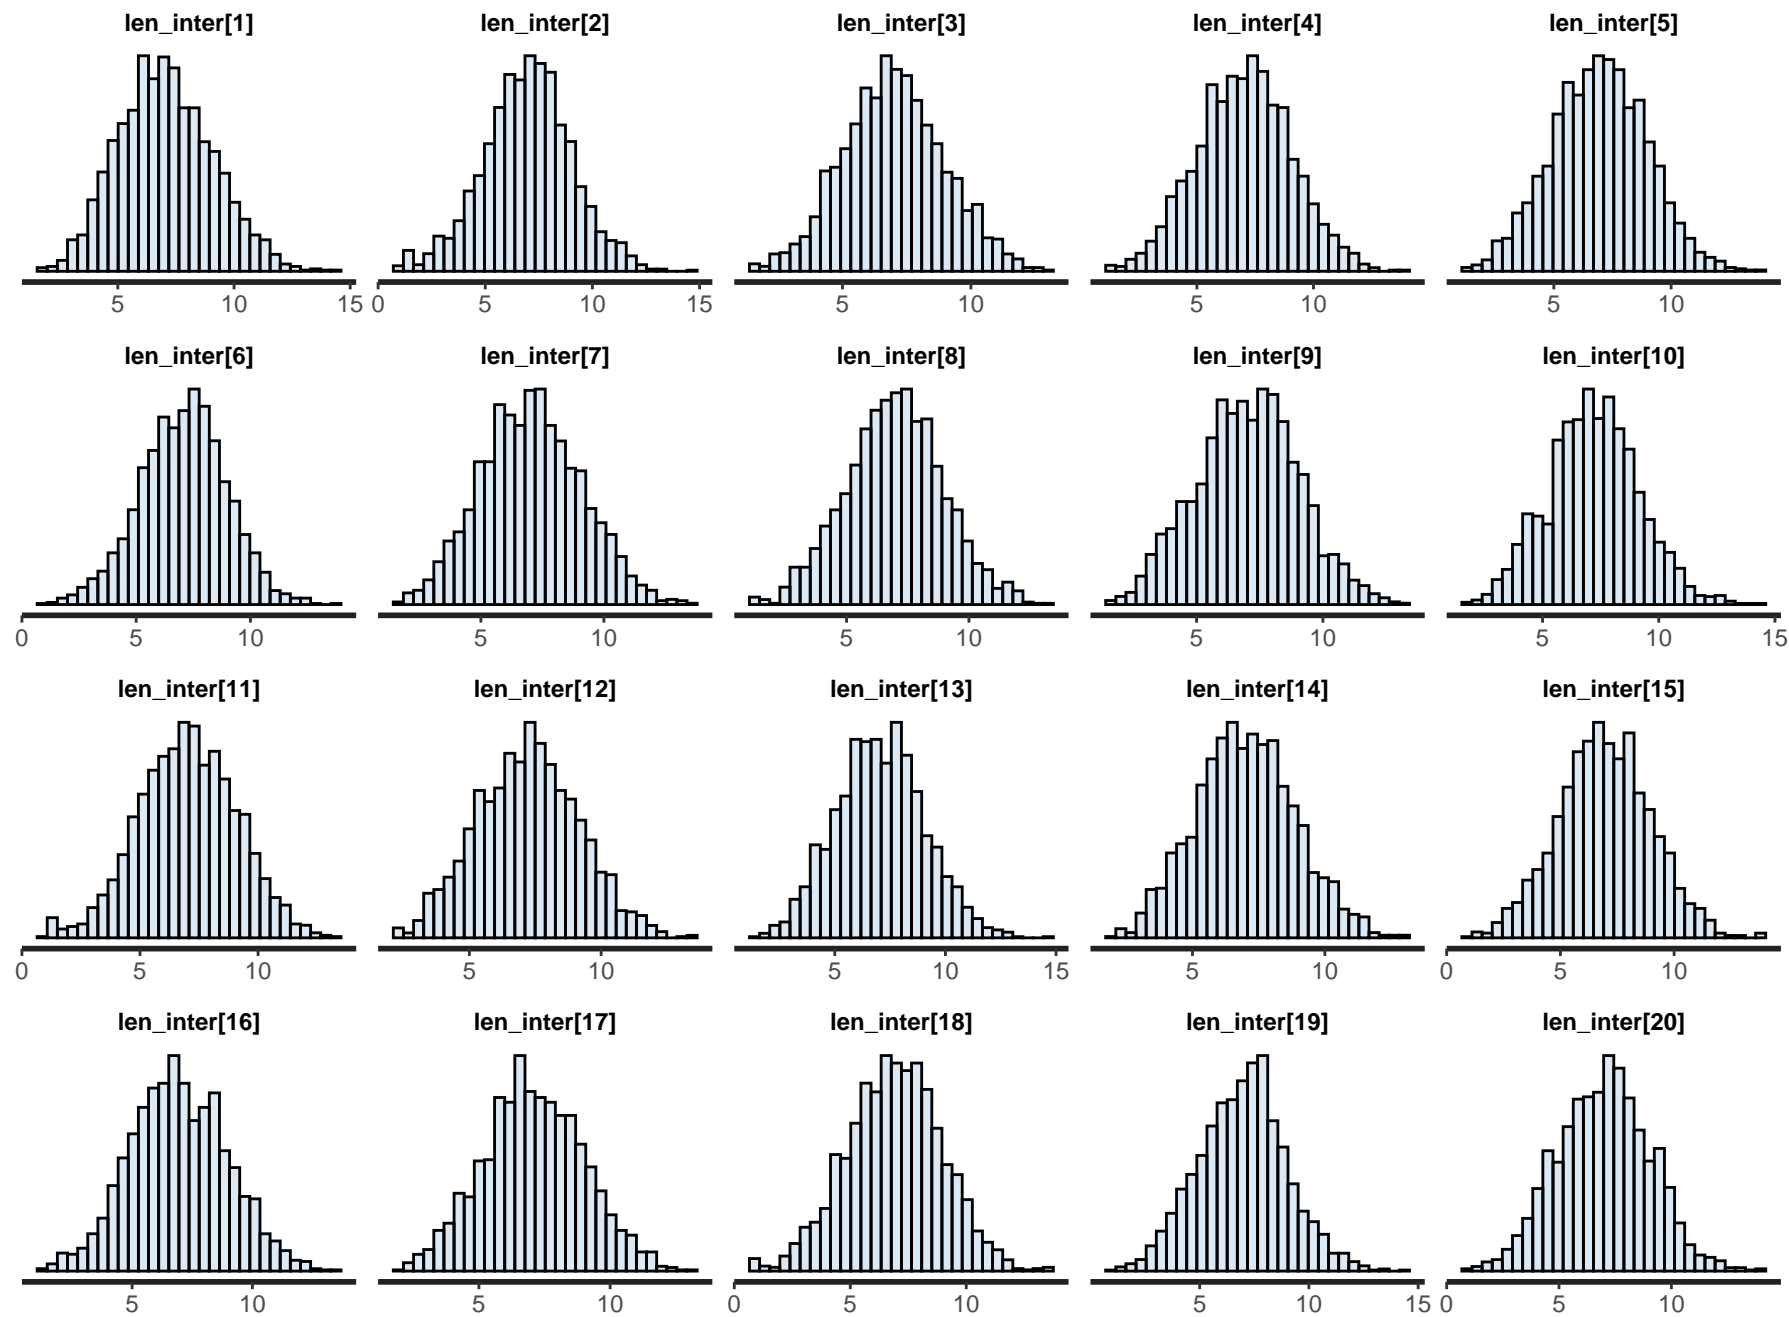 len_inter[1] len_inter[2] len_inter[3] len_inter[4] len_inter[5]
5 10 15 0 5 10 15 5 10 5 10 5 10
len_inter[6] len_inter[7] len_inter[8] len_inter[9] len_inter[10]
0 5 10 5 10 5 10 5 10 5 10 15
len_inter[11] len_inter[12] len_inter[13] len_inter[14] len_inter[15]
0 5 10 5 10 5 10 15 5 10 0 5 10
len_inter[16] len_inter[17] len_inter[18] len_inter[19] len_inter[20]
5 10 5 10 0 5 10 5 10 15 0 5 10